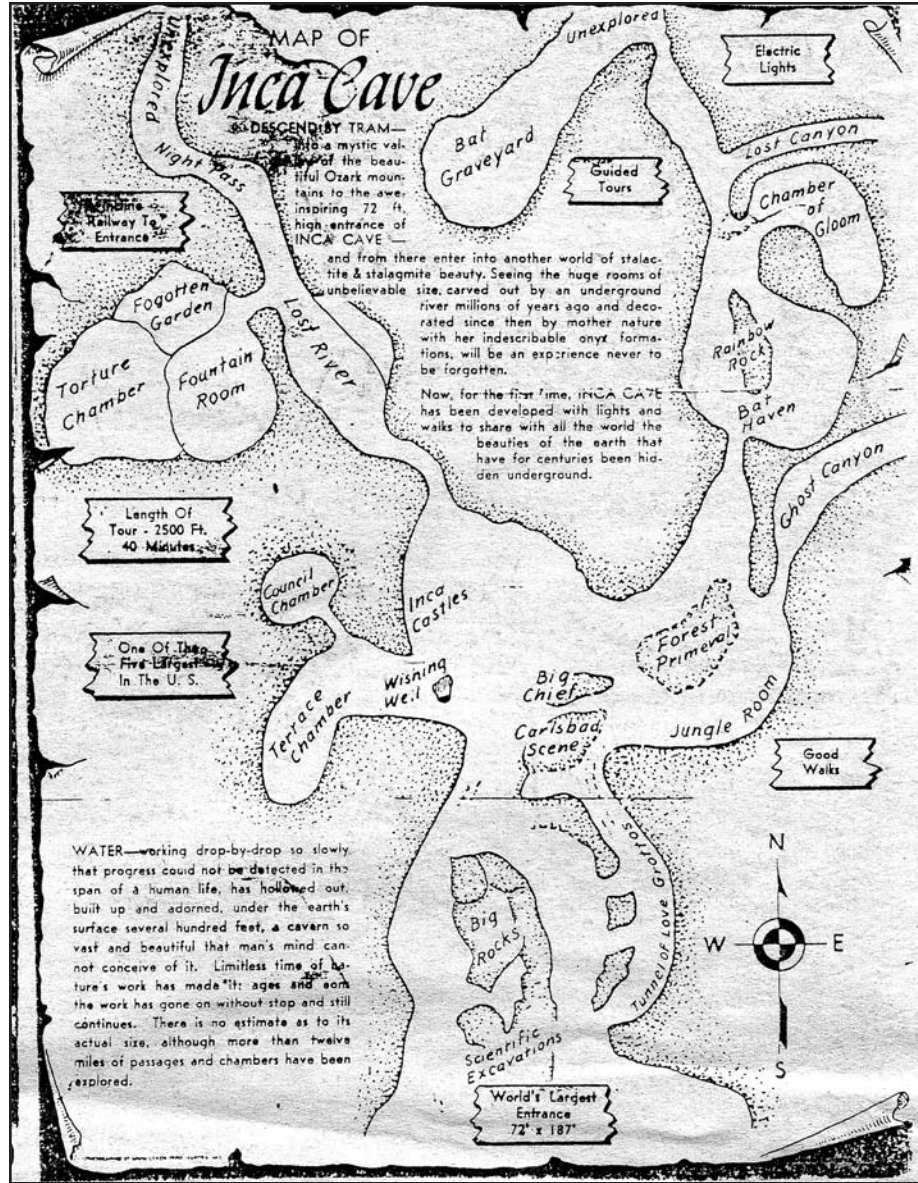 MAP OF
Inca Cave
DESCEND BY TRAM—
into a mystic val-
ley of the beau-
tiful Ozark moun-
tains to the awe-
inspiring 72 ft.
high entrance of
INCA CAVE —
and from there enter into another world of stalac-
tite & stalagmite beauty. Seeing the huge rooms of
unbelievable size, carved out by an underground
river millions of years ago and deco-
rated since then by mother nature
with her indescribable onyx forma-
tions, will be an experience never to
be forgotten.
Now, for the first time, INCA CAVE
has been developed with lights and
walks to share with all the world the
beauties of the earth that
have for centuries been hid-
den underground.
Unexplored
Night Pass
Unexplored
Electric
Lights
Bat
Graveyard
Guided
Tours
Lost Canyon
Chamber
of
Gloom
Railway To
Entrance
Fogotten
Garden
Torture
Chamber
Fountain
Room
Lost River
Rainbow
Rock
Bat
Haven
Ghost Canyon
Length Of
Tour - 2500 Ft.
40 Minutes
Council
Chamber
Inca
Castles
One Of The
Five Largest
In The U. S.
Terrace
Chamber
Wishing
Well
Big
Chief
Carlsbad
Scene
Forest
Primeval
Jungle Room
Good
Walks
WATER—working drop-by-drop so slowly
that progress could not be detected in the
span of a human life, has hollowed out,
built up and adorned, under the earth's
surface several hundred feet, a cavern so
vast and beautiful that man's mind can-
not conceive of it. Limitless time of na-
ture's work has made it: ages and eons
the work has gone on without stop and still
continues. There is no estimate as to its
actual size, although more than twelve
miles of passages and chambers have been
explored.
Big
Rocks
Tunnel of Love Grottos
Scientific
Excavations
World's Largest
Entrance
72' x 187'
N
W E
S